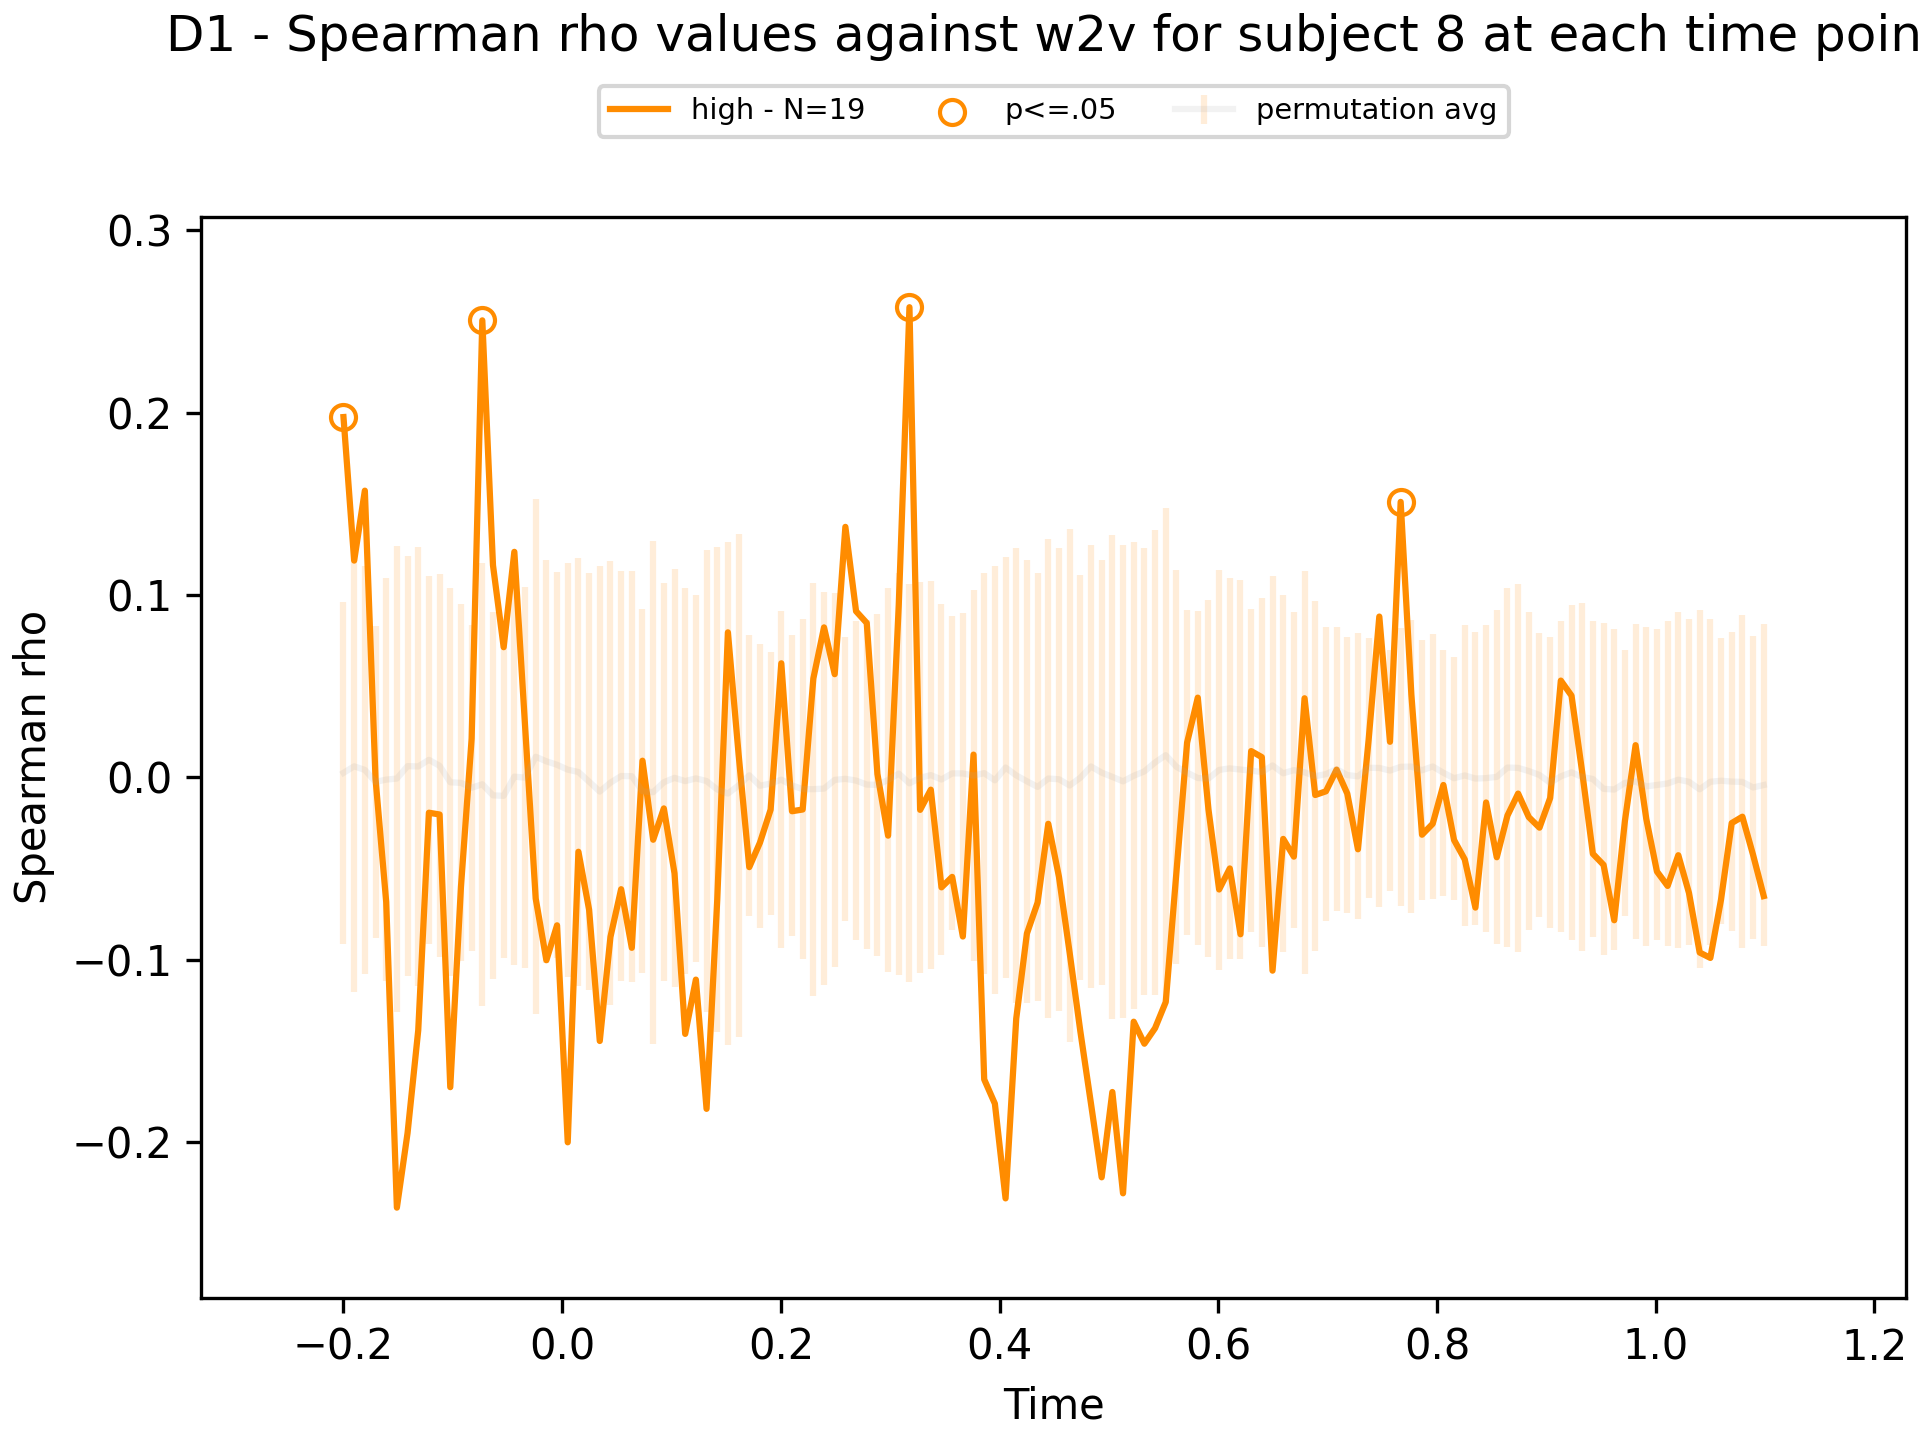 D1 - Spearman rho values against w2v for subject 8 at each time poin
high - N=19 p<=.05 permutation avg
0.3
0.2
0.1
0.0
−0.1
−0.2
Spearman rho
−0.2 0.0 0.2 0.4 0.6 0.8 1.0 1.2
Time